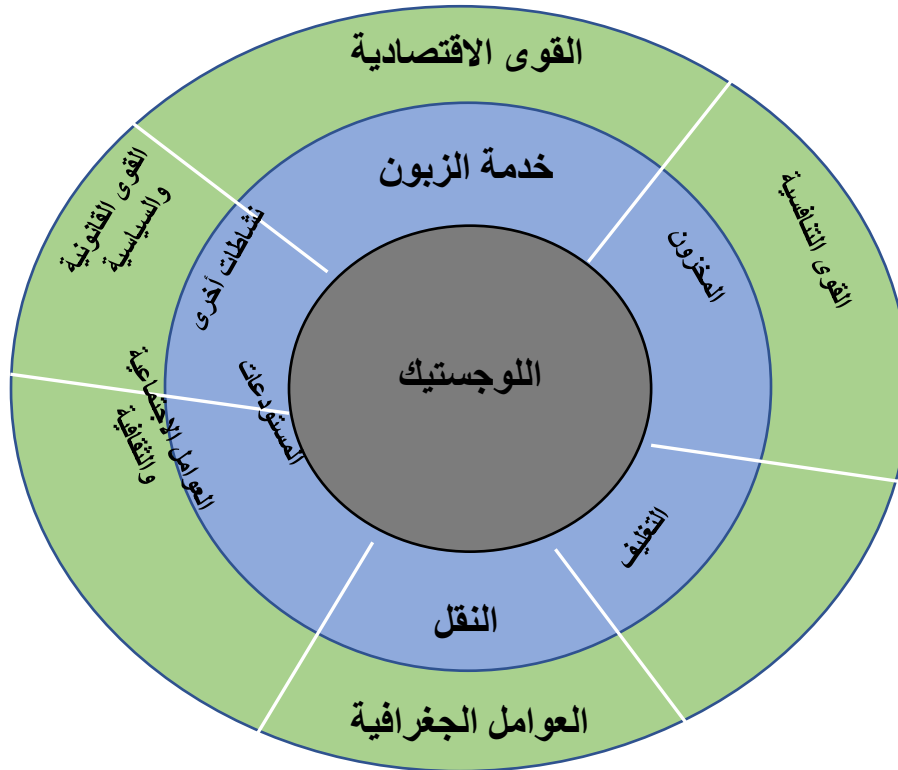 القوى الاقتصادية
خدمة الزبون
القوى القانونية
والسياسية
نشاطات أخرى
المخزون
القوى التنافسية
اللوجستيك
المستودعات
العوامل الاجتماعية
والثقافية
التغليف
النقل
العوامل الجغرافية